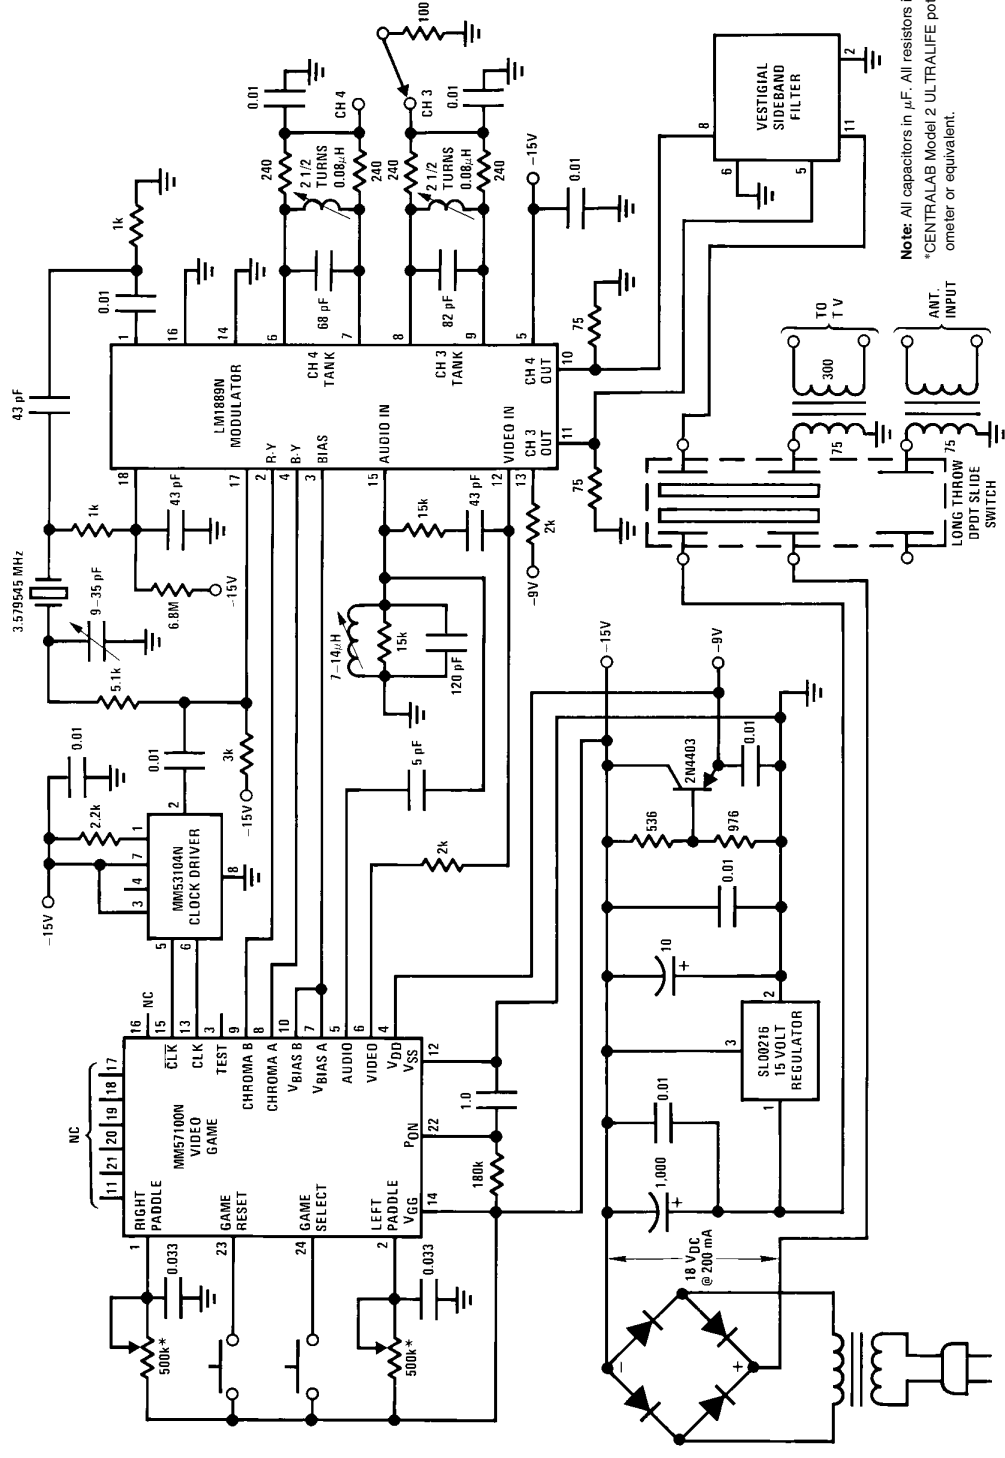 NC
11
21
20
19
18
17
1
RIGHT
PADDLE
MM57100N
VIDEO
GAME
500k*
0.033
23
GAME
RESET
24
GAME
SELECT
2
LEFT
PADDLE
500k*
0.033
14
VGG
22
PON
12
VSS
180k
1.0
16
NC
15
CLK
13
CLK
3
TEST
9
CHROMA B
8
CHROMA A
10
VBIAS B
7
VBIAS A
5
AUDIO
6
VIDEO
4
VDD
-15V
3
4
7
1
2.2k
0.01
MM53104N
CLOCK DRIVER
5
6
8
2
0.01
5.1k
3k
-15V
9-35 pF
3.579545 MHz
43 pF
1k
6.8M
-15V
43 pF
7-14μH
15k
120 pF
5 pF
2k
15k
43 pF
-9V
2k
75
18
17
2
R-Y
4
B-Y
3
BIAS
15
AUDIO IN
12
VIDEO IN
13
LM1889N
MODULATOR
CH 3
OUT
11
CH 4
OUT
10
75
1
0.01
1k
16
14
6
CH 4
TANK
7
8
CH 3
TANK
9
5
68 pF
82 pF
240
2 1/2
TURNS
0.08μH
240
0.01
CH 4
240
2 1/2
TURNS
0.08μH
240
CH 3
0.01
100
-15V
0.01
8
6
VESTIGIAL
SIDEBAND
FILTER
5
11
2
18 VDC
@ 200 mA
-
+
1,000
+
0.01
SL00216
15 VOLT
REGULATOR
1
3
2
10
+
0.01
536
976
2N4403
0.01
-15V
-9V
LONG THROW
DPDT SLIDE
SWITCH
75
300
TO
TV
75
ANT.
INPUT
Note: All capacitors in μF. All resistors i
*CENTRALAB Model 2 ULTRALIFE pot
ometer or equivalent.